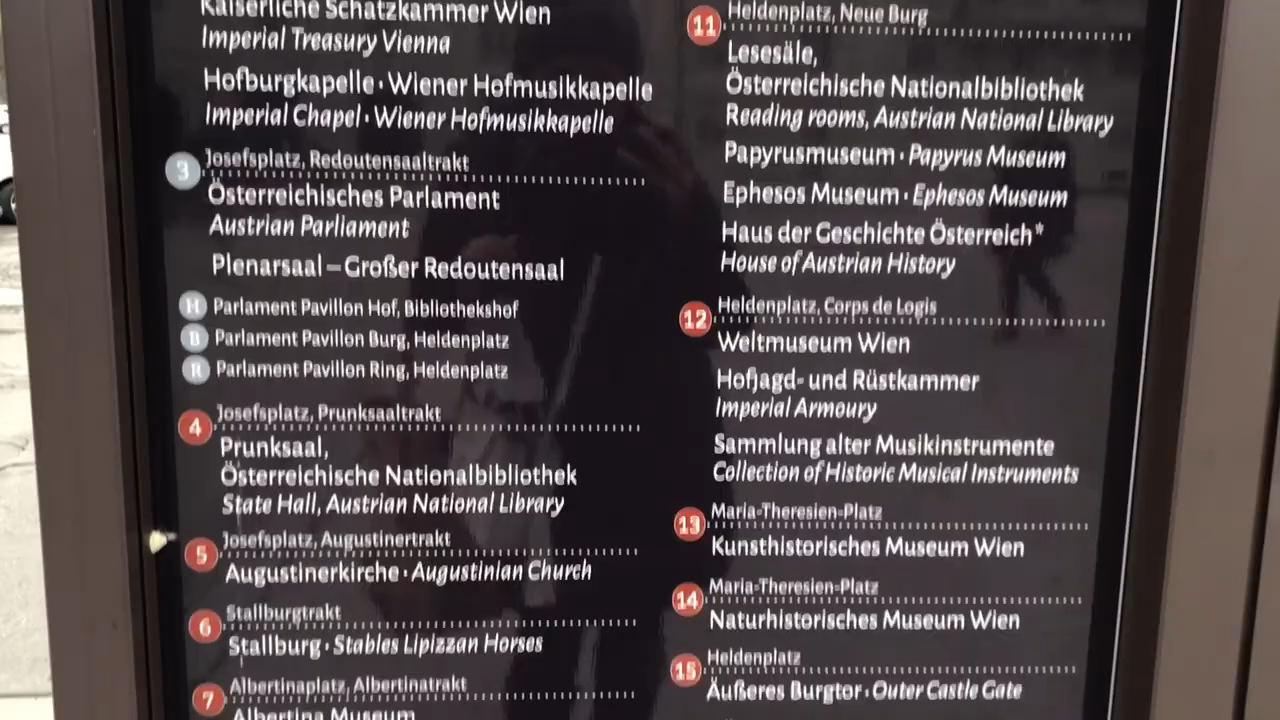 Kaiserliche Schatzkammer Wien
Imperial Treasury Vienna
Hofburgkapelle · Wiener Hofmusikkapelle
Imperial Chapel · Wiener Hofmusikkapelle
3 Josefsplatz, Redoutensaaltrakt
Österreichisches Parlament
Austrian Parliament
Plenarsaal – Großer Redoutensaal
H Parlament Pavillon Hof, Bibliothekshof
B Parlament Pavillon Burg, Heldenplatz
R Parlament Pavillon Ring, Heldenplatz
4 Josefsplatz, Prunksaaltrakt
Prunksaal,
Österreichische Nationalbibliothek
State Hall, Austrian National Library
5 Josefsplatz, Augustinertrakt
Augustinerkirche · Augustinian Church
6 Stallburgtrakt
Stallburg · Stables Lipizzan Horses
7 Albertinaplatz, Albertinatrakt
Albertina Museum
11 Heldenplatz, Neue Burg
Lesesäle,
Österreichische Nationalbibliothek
Reading rooms, Austrian National Library
Papyrusmuseum · Papyrus Museum
Ephesos Museum · Ephesos Museum
Haus der Geschichte Österreich*
House of Austrian History
12 Heldenplatz, Corps de Logis
Weltmuseum Wien
Hofjagd- und Rüstkammer
Imperial Armoury
Sammlung alter Musikinstrumente
Collection of Historic Musical Instruments
13 Maria-Theresien-Platz
Kunsthistorisches Museum Wien
14 Maria-Theresien-Platz
Naturhistorisches Museum Wien
15 Heldenplatz
Äußeres Burgtor · Outer Castle Gate